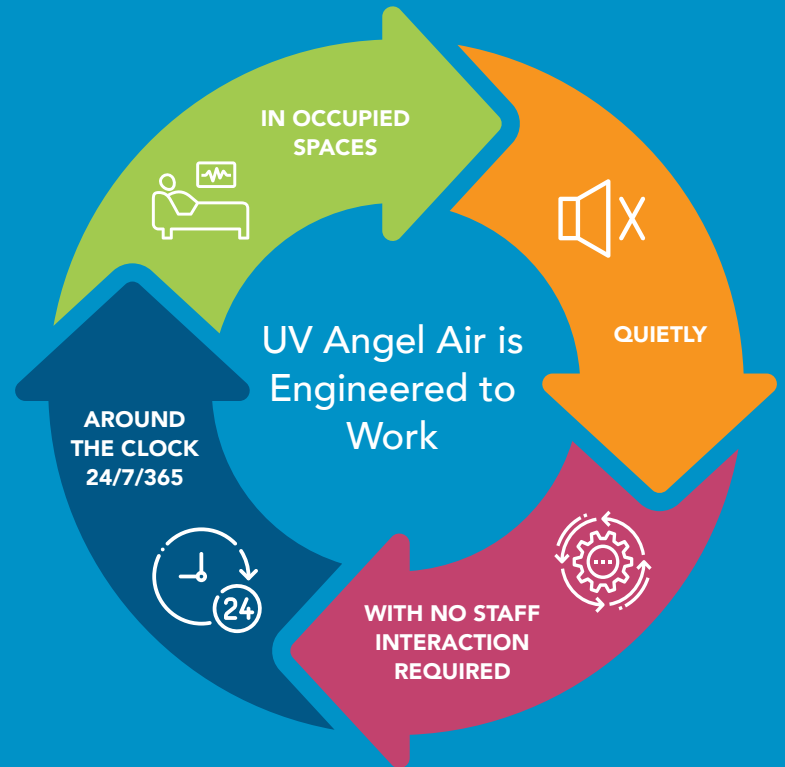 IN OCCUPIED
SPACES
QUIETLY
UV Angel Air is
Engineered to
Work
AROUND
THE CLOCK
24/7/365
24
WITH NO STAFF
INTERACTION
REQUIRED